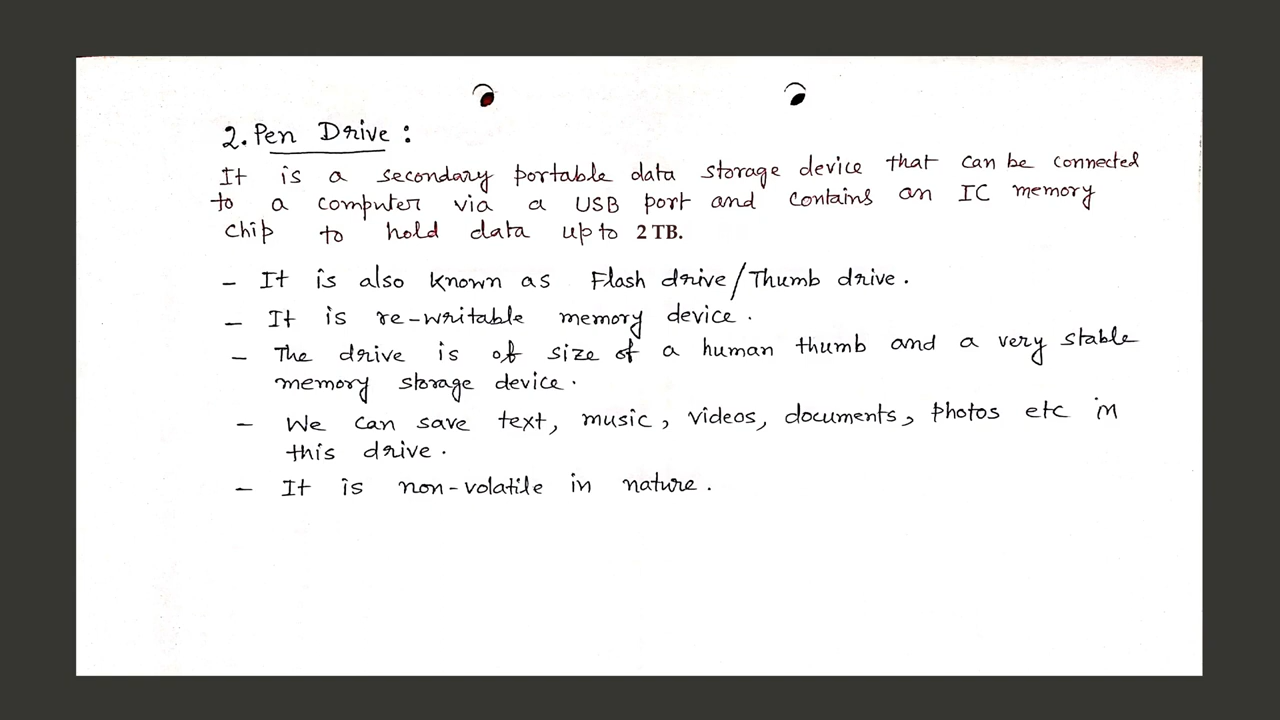 2. Pen Drive :
It is a secondary portable data storage device that can be connected
to a computer via a USB port and contains an IC memory
chip to hold data upto 2 TB.
- It is also known as Flash drive/Thumb drive.
- It is re-writable memory device.
- The drive is of size of a human thumb and a very stable
memory storage device.
- We can save text, music, videos, documents, photos etc in
this drive.
- It is non-volatile in nature.